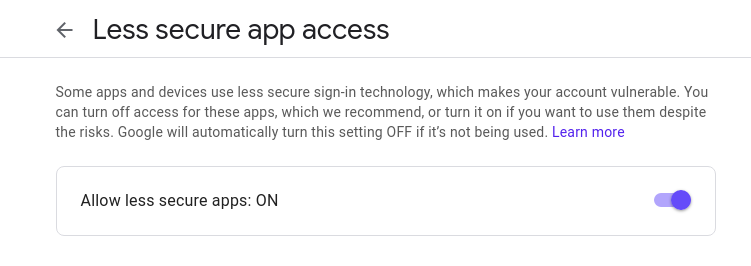 Less secure app access
Some apps and devices use less secure sign-in technology, which makes your account vulnerable. You
can turn off access for these apps, which we recommend, or turn it on if you want to use them despite
the risks. Google will automatically turn this setting OFF if it’s not being used. Learn more
Allow less secure apps: ON